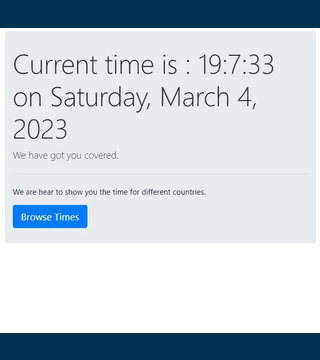 Current time is : 19:7:33
on Saturday, March 4,
2023
We have got you covered.
We are hear to show you the time for different countries.
Browse Times